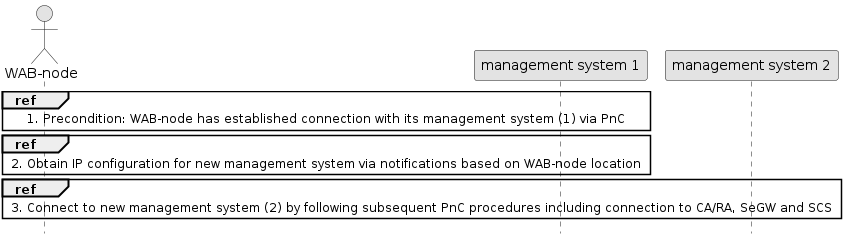 WAB-node
management system 1
management system 2
ref
1. Precondition: WAB-node has established connection with its management system (1) via PnC
ref
2. Obtain IP configuration for new management system via notifications based on WAB-node location
ref
3. Connect to new management system (2) by following subsequent PnC procedures including connection to CA/RA, SeGW and SCS